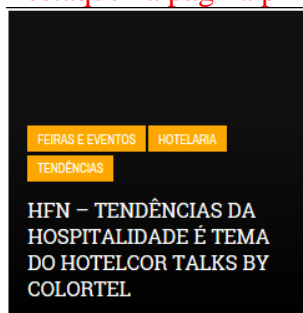 FEIRAS E EVENTOS HOTELARIA
TENDÊNCIAS
HFN – TENDÊNCIAS DA
HOSPITALIDADE É TEMA
DO HOTELCOR TALKS BY
COLORTEL